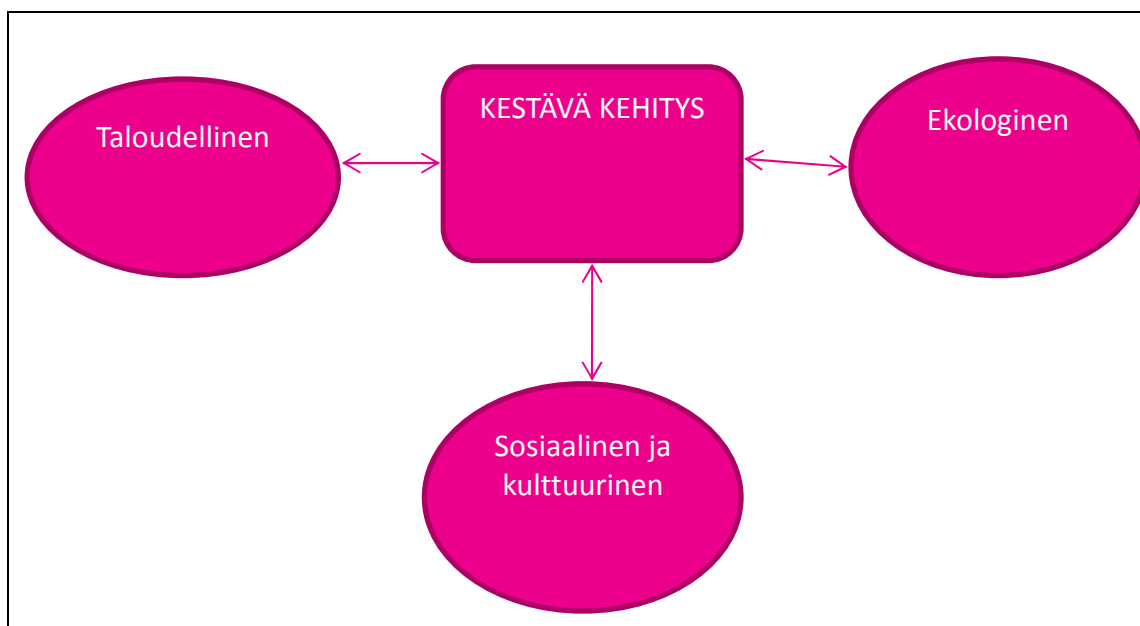 Taloudellinen
KESTÄVÄ KEHITYS
Ekologinen
Sosiaalinen ja
kulttuurinen